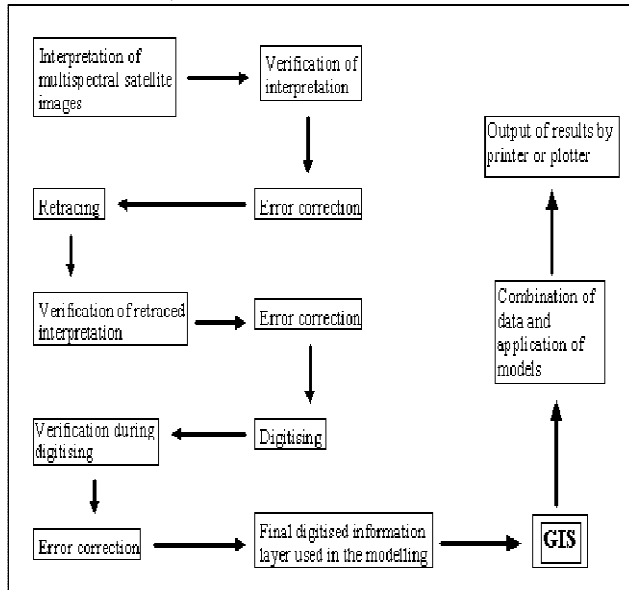 Interpretation of
multispectral satellite
images
Verification of
interpretation
Error correction
Retracing
Verification of retraced
interpretation
Error correction
Digitising
Verification during
digitising
Error correction
Final digitised information
layer used in the modelling
GIS
Combination of
data and
application of
models
Output of results by
printer or plotter